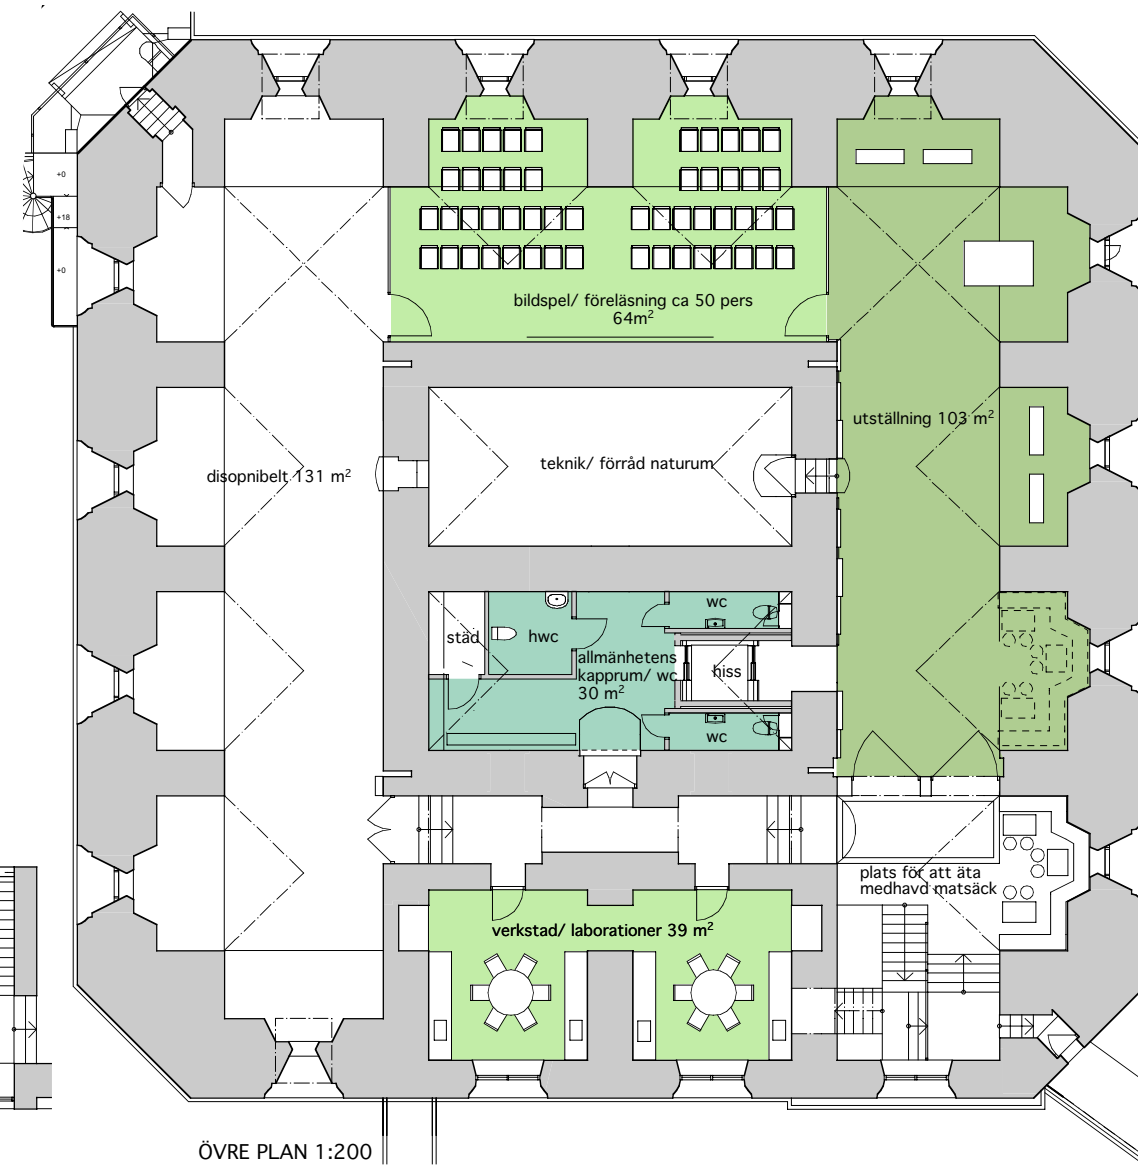 +0
+18
+0
bildspel/ föreläsning ca 50 pers
64m²
utställning 103 m²
teknik/ förråd naturum
disopnibelt 131 m²
wc
städ
hwc
allmänhetens
kapprum/ wc
30 m²
hiss
wc
plats för att äta
medhavd matsäck
verkstad/ laborationer 39 m²
ÖVRE PLAN 1:200